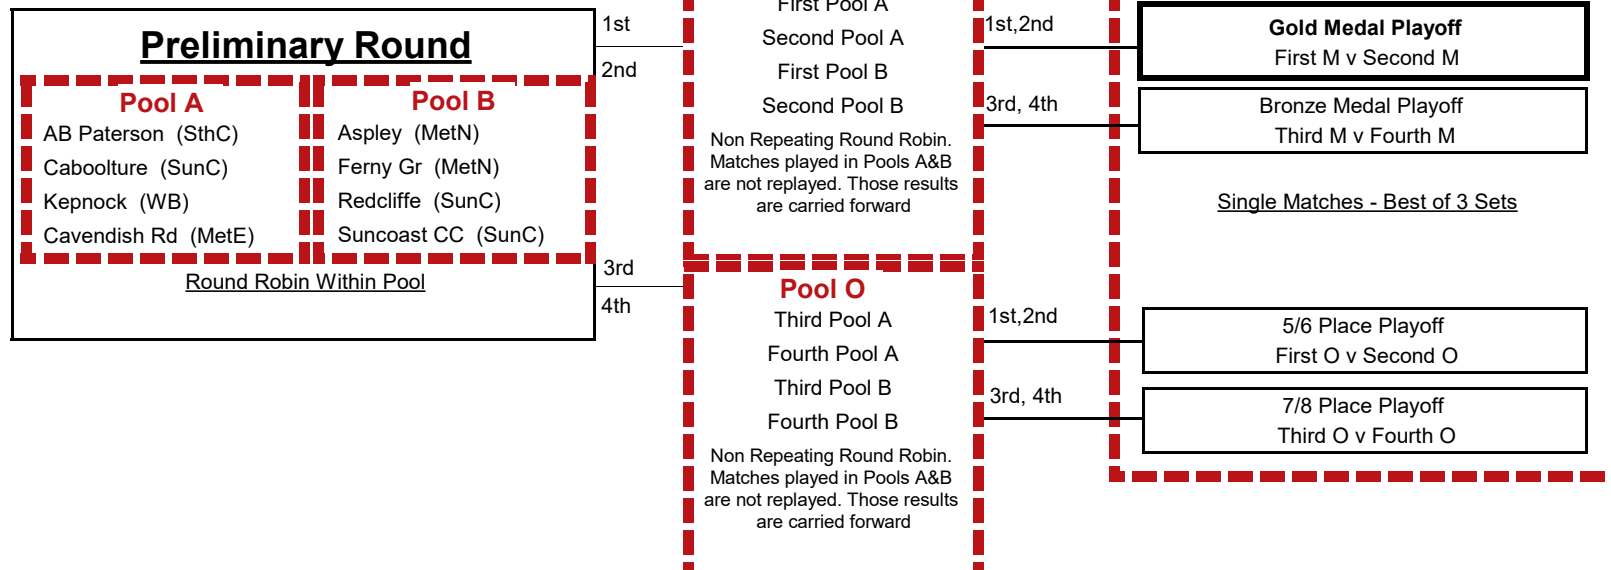 Preliminary Round
Pool A
AB Paterson (SthC)
Caboolture (SunC)
Kepnock (WB)
Cavendish Rd (MetE)
Pool B
Aspley (MetN)
Ferny Gr (MetN)
Redcliffe (SunC)
Suncoast CC (SunC)
Round Robin Within Pool
1st
2nd
3rd
4th
First Pool A
Second Pool A
First Pool B
Second Pool B
Non Repeating Round Robin.
Matches played in Pools A&B
are not replayed. Those results
are carried forward
Pool O
Third Pool A
Fourth Pool A
Third Pool B
Fourth Pool B
Non Repeating Round Robin.
Matches played in Pools A&B
are not replayed. Those results
are carried forward
1st,2nd
3rd, 4th
1st,2nd
3rd, 4th
Gold Medal Playoff
First M v Second M
Bronze Medal Playoff
Third M v Fourth M
Single Matches - Best of 3 Sets
5/6 Place Playoff
First O v Second O
7/8 Place Playoff
Third O v Fourth O